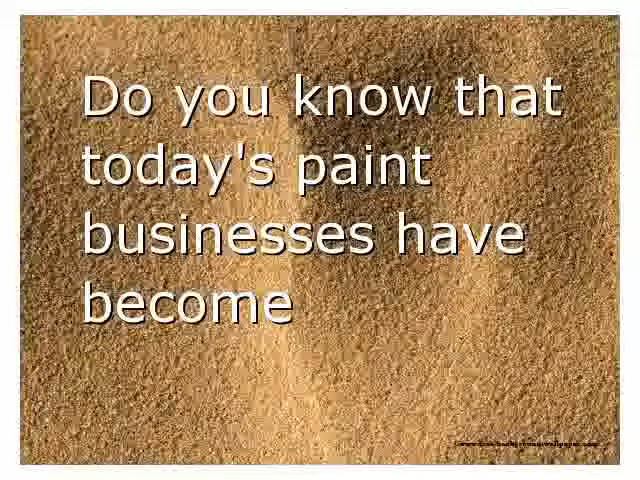 Do you know that
today's paint
businesses have
become